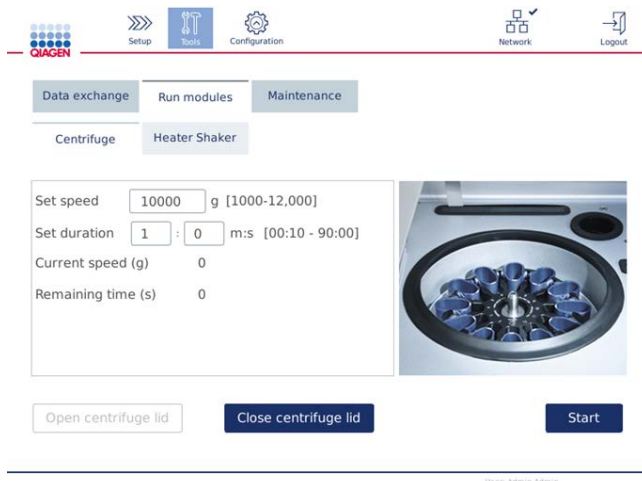 QIAGEN
Setup
Tools
Configuration
Network
Logout
Data exchange
Run modules
Maintenance
Centrifuge
Heater Shaker
Set speed 10000 g [1000-12,000]
Set duration 1 : 0 m:s [00:10 - 90:00]
Current speed (g) 0
Remaining time (s) 0
Open centrifuge lid
Close centrifuge lid
Start